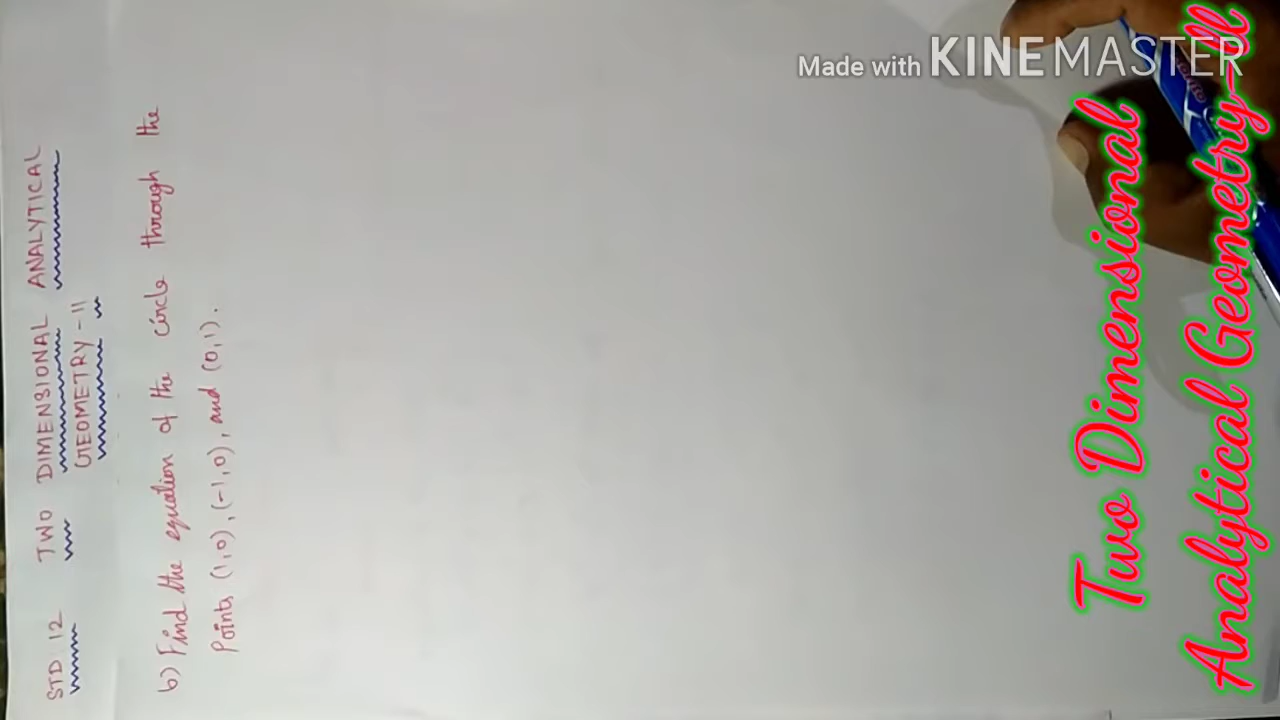 STD: 12 TWO DIMENSIONAL ANALYTICAL
GEOMETRY - II
6) Find the equation of the circle through the
Points (1,0), (-1,0), and (0,1).
Made with KINEMASTER
Two Dimensional
Analytical Geometry-II